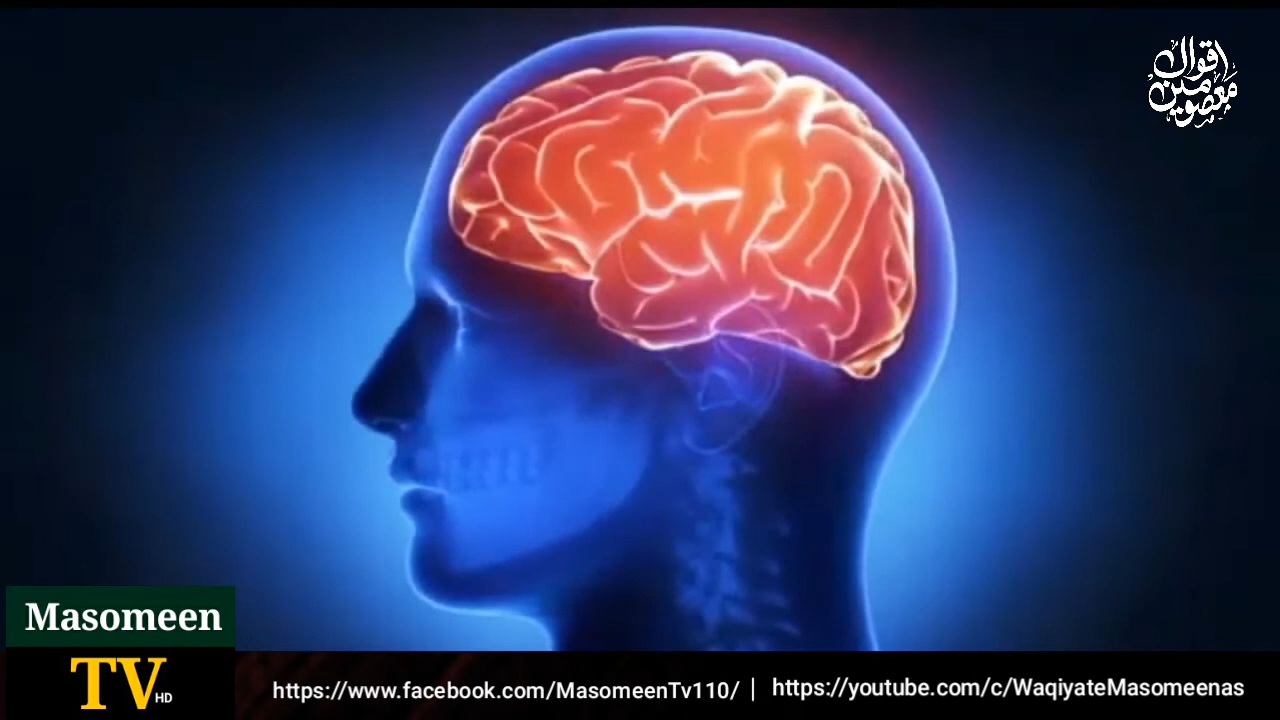 اقوال
معصومین
Masomeen
TV HD
https://www.facebook.com/MasomeenTv110/ | https://youtube.com/c/WaqiyateMasomeenas